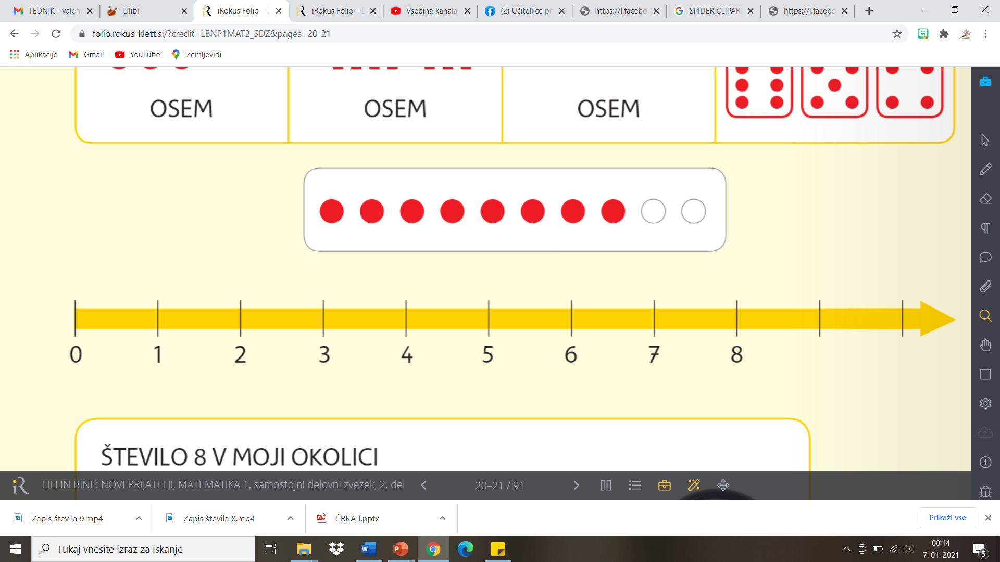 TEDNIK - valen
Lilibi
iRokus Folio – L
iRokus Folio – L
Vsebina kanala
(2) Učiteljice pr
https://l.facebo
SPIDER CLIPAR
https://l.facebo
folio.rokus-klett.si/?credit=LBNP1MAT2_SDZ&pages=20-21
Aplikacije Gmail YouTube Zemljevidi
OSEM OSEM OSEM
0 1 2 3 4 5 6 7 8
ŠTEVILO 8 V MOJI OKOLICI
iR LILI IN BINE: NOVI PRIJATELJI, MATEMATIKA 1, samostojni delovni zvezek, 2. del 20–21 / 91
Zapis števila 9.mp4 Zapis števila 8.mp4 ČRKA I.pptx Prikaži vse
Tukaj vnesite izraz za iskanje
08:14
7. 01. 2021
5